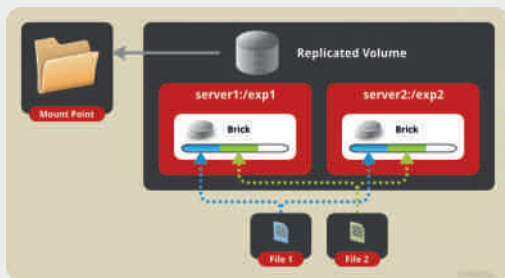 Replicated Volume
Mount Point
server1:/exp1
server2:/exp2
Brick
Brick
File 1
File 2